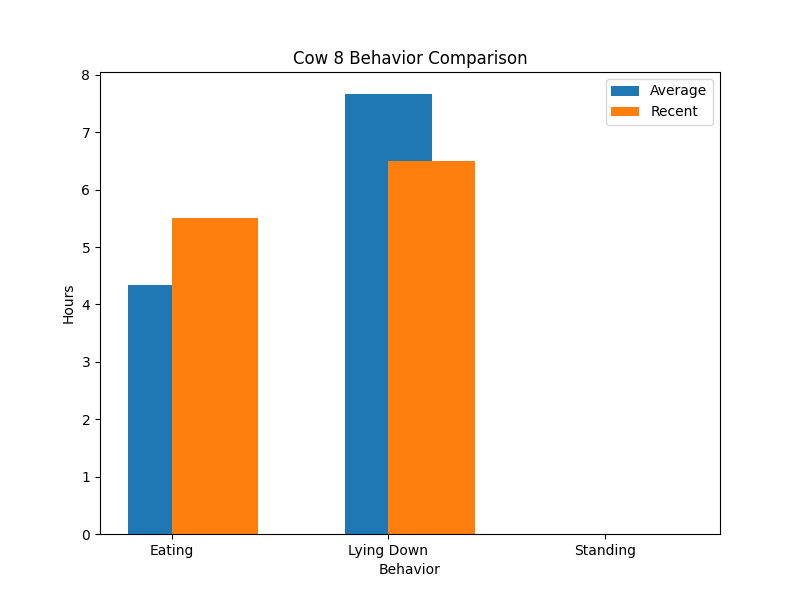 Cow 8 Behavior Comparison
Average
Recent
8
7
6
5
4
3
2
1
0
Hours
Eating
Lying Down
Standing
Behavior